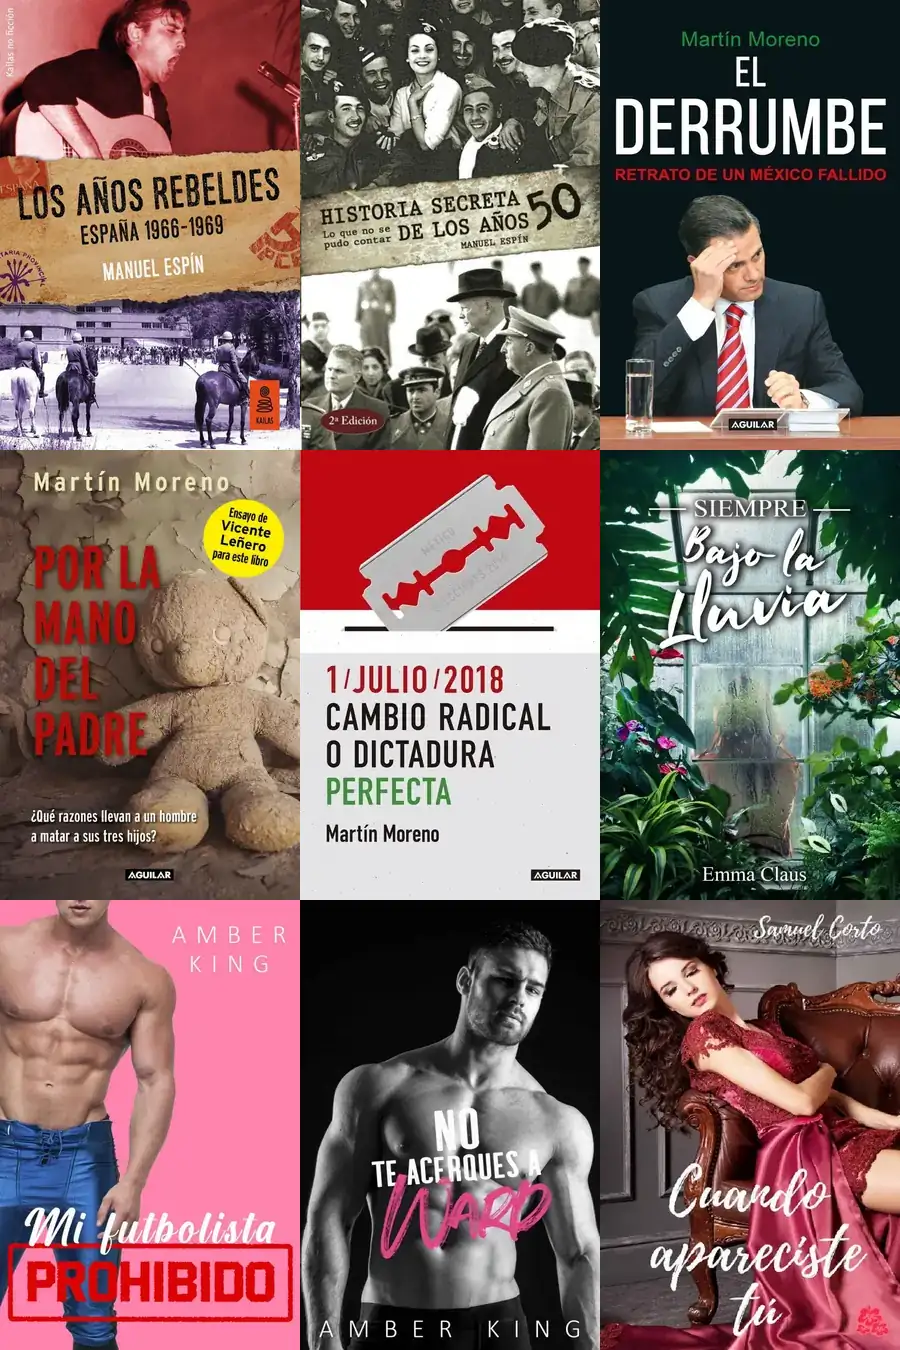 Kailas no ficción
LOS AÑOS REBELDES
ESPAÑA 1966-1969
MANUEL ESPÍN
KAILAS
HISTORIA SECRETA
Lo que no se
pudo contar
DE LOS AÑOS 50
MANUEL ESPÍN
2ª Edición
Martín Moreno
EL
DERRUMBE
RETRATO DE UN MÉXICO FALLIDO
AGUILAR
Martín Moreno
Ensayo de
Vicente
Leñero
para este libro
POR LA
MANO
DEL
PADRE
¿Qué razones llevan a un hombre
a matar a sus tres hijos?
AGUILAR
MÉXICO
1/JULIO/2018
CAMBIO RADICAL
O DICTADURA
PERFECTA
Martín Moreno
AGUILAR
SIEMPRE
Bajo la
Lluvia
Emma Claus
AMBER
KING
Mi futbolista
PROHIBIDO
NO
TE ACERQUES A
WARD
AMBER KING
Samuel Corto
Cuando
apareciste
tú